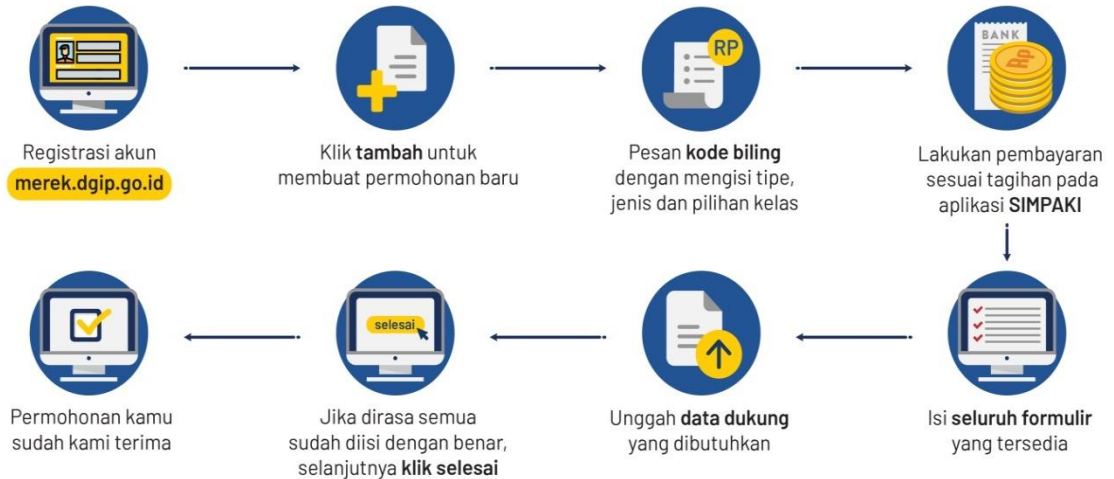 Registrasi akun
merek.dgip.go.id
Klik tambah untuk
membuat permohonan baru
RP
Pesan kode biling
dengan mengisi tipe,
jenis dan pilihan kelas
BANK
Rp
Lakukan pembayaran
sesuai tagihan pada
aplikasi SIMPAKI
Isi seluruh formulir
yang tersedia
Unggah data dukung
yang dibutuhkan
selesai
Jika dirasa semua
sudah diisi dengan benar,
selanjutnya klik selesai
Permohonan kamu
sudah kami terima